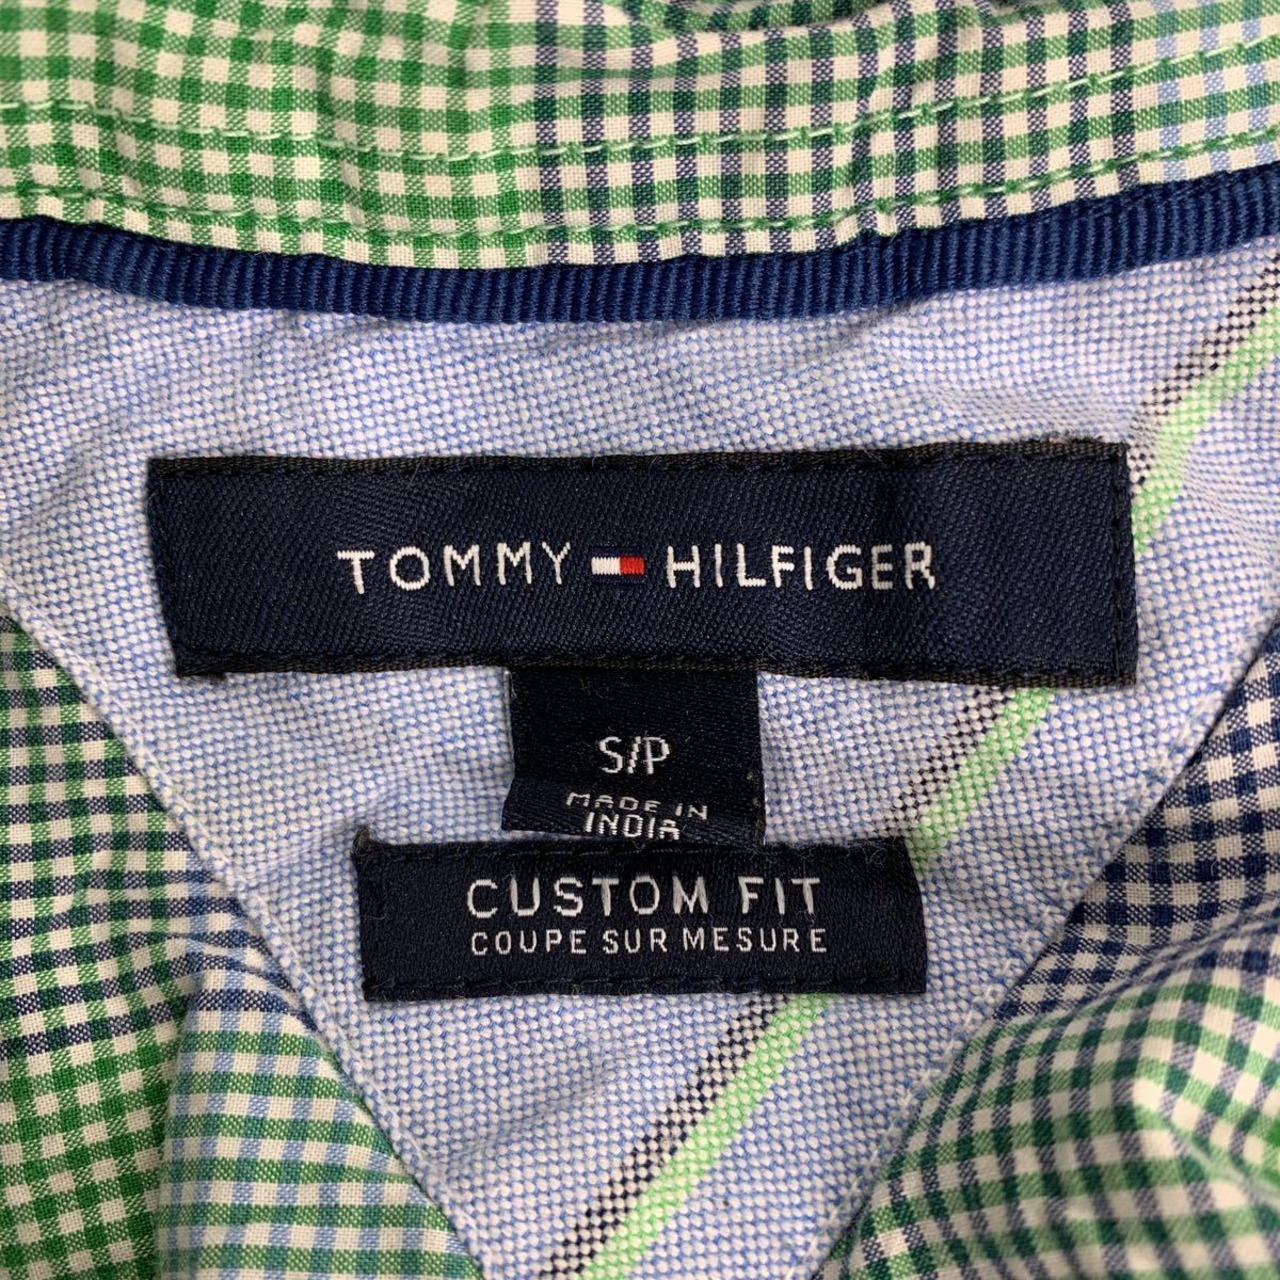 TOMMY HILFIGER
S/P
MADE IN
INDIA
CUSTOM FIT
COUPE SUR MESURE